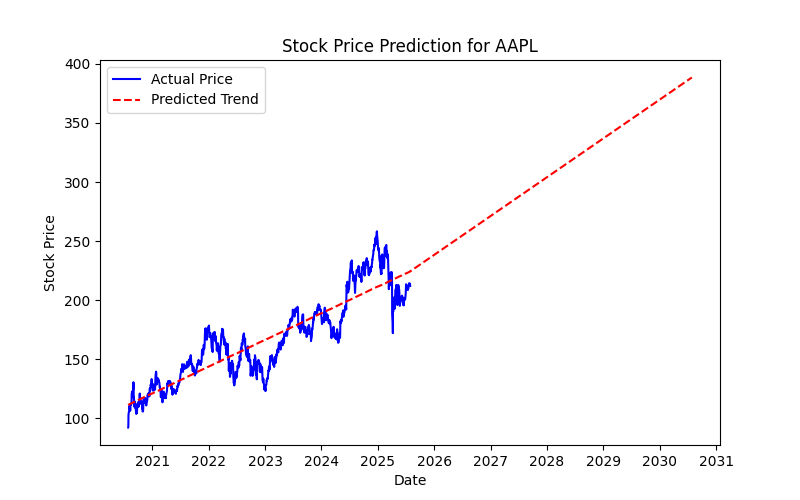 Stock Price Prediction for AAPL
Actual Price
Predicted Trend
400
350
300
250
200
150
100
Stock Price
2021 2022 2023 2024 2025 2026 2027 2028 2029 2030 2031
Date